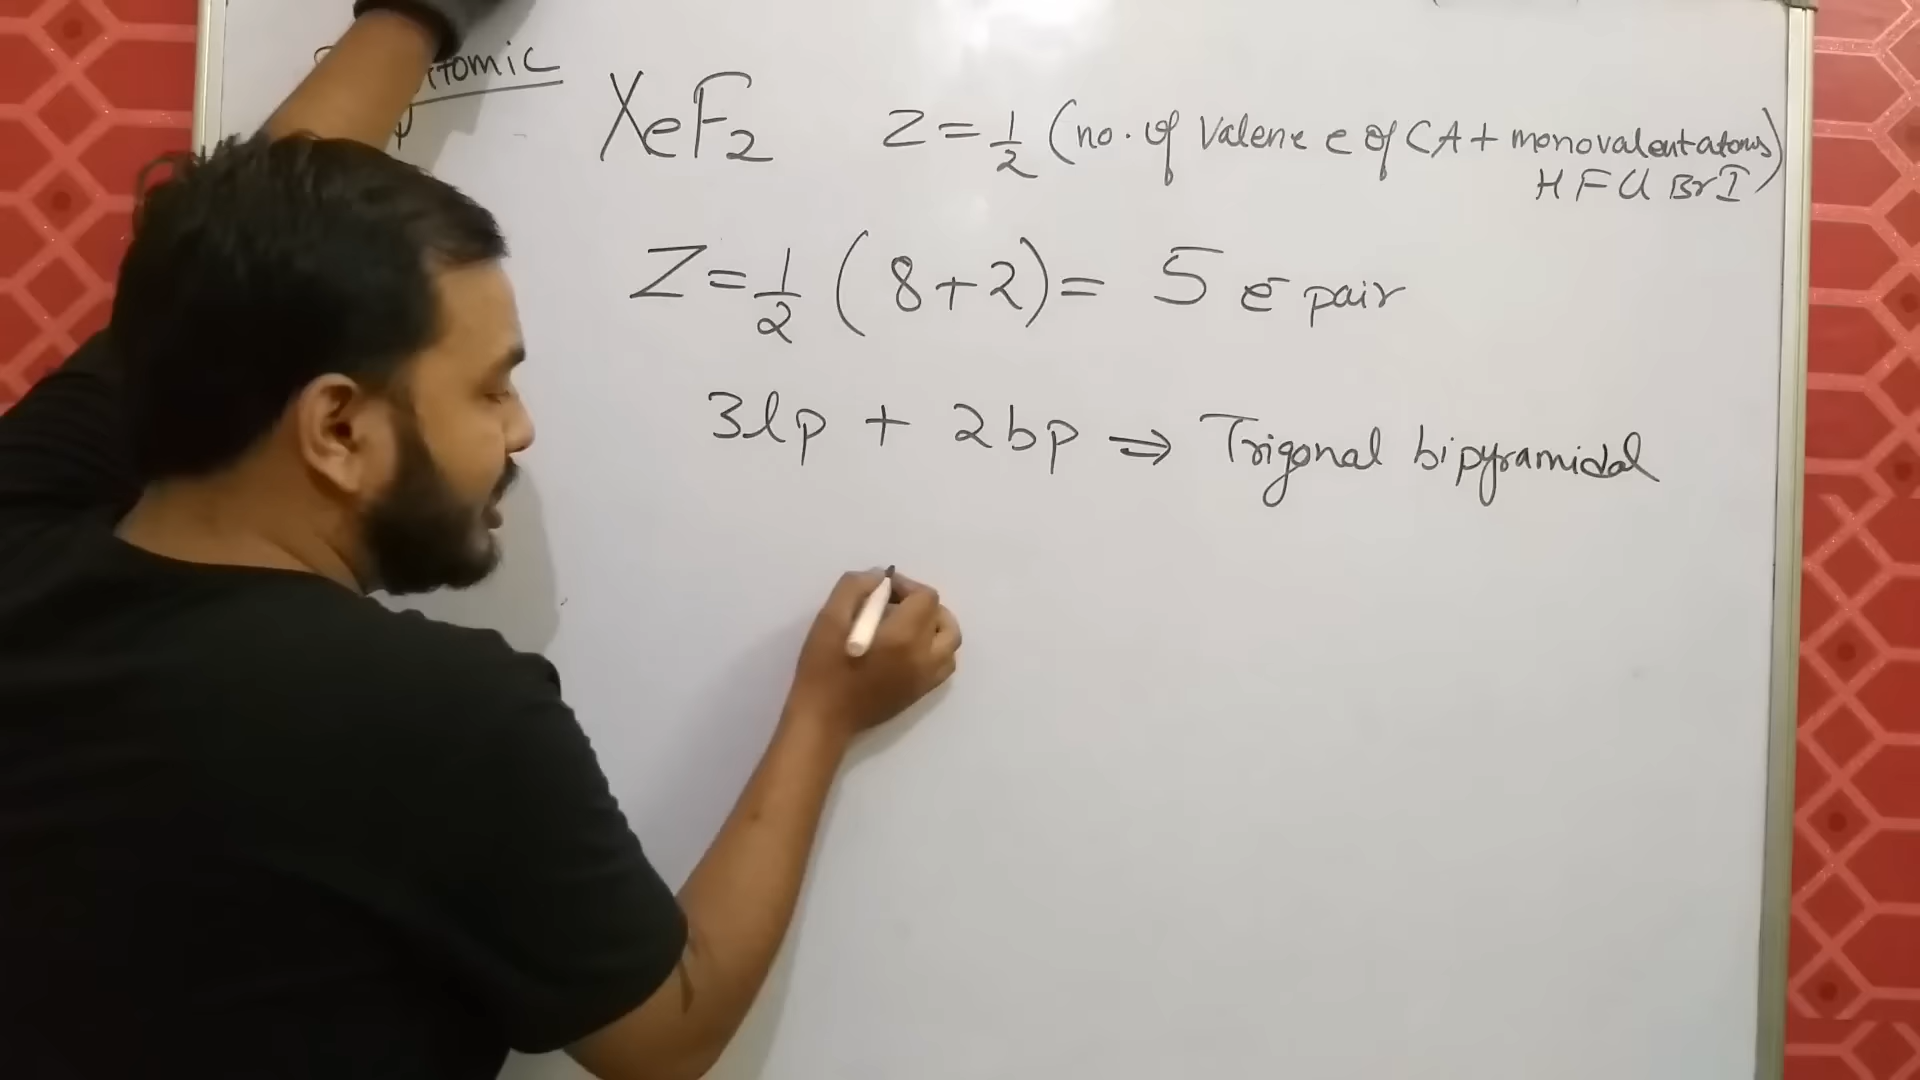 XeF2 Z = 1/2 (no. of Valence e of CA + monovalent atoms)
H F Cl Br I
Z = 1/2 (8+2) = 5 e- pair
3lp + 2bp ⇒ Trigonal bipyramidal